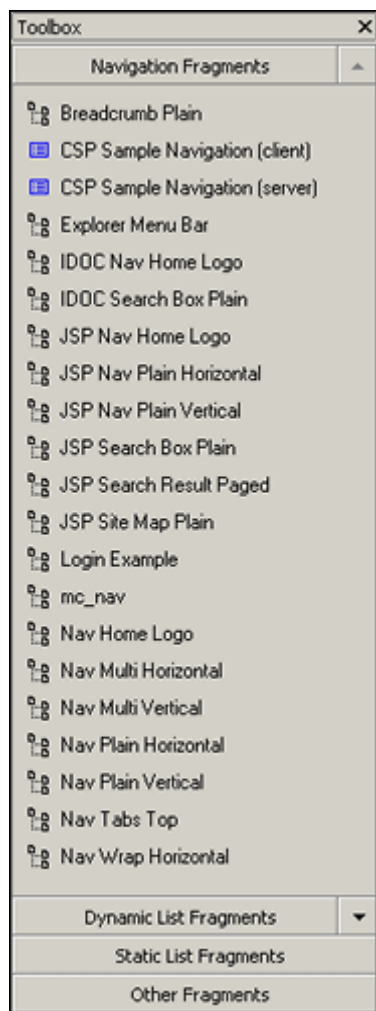 Toolbox
Navigation Fragments
Breadcrumb Plain
CSP Sample Navigation (client)
CSP Sample Navigation (server)
Explorer Menu Bar
IDOC Nav Home Logo
IDOC Search Box Plain
JSP Nav Home Logo
JSP Nav Plain Horizontal
JSP Nav Plain Vertical
JSP Search Box Plain
JSP Search Result Paged
JSP Site Map Plain
Login Example
mc_nav
Nav Home Logo
Nav Multi Horizontal
Nav Multi Vertical
Nav Plain Horizontal
Nav Plain Vertical
Nav Tabs Top
Nav Wrap Horizontal
Dynamic List Fragments
Static List Fragments
Other Fragments